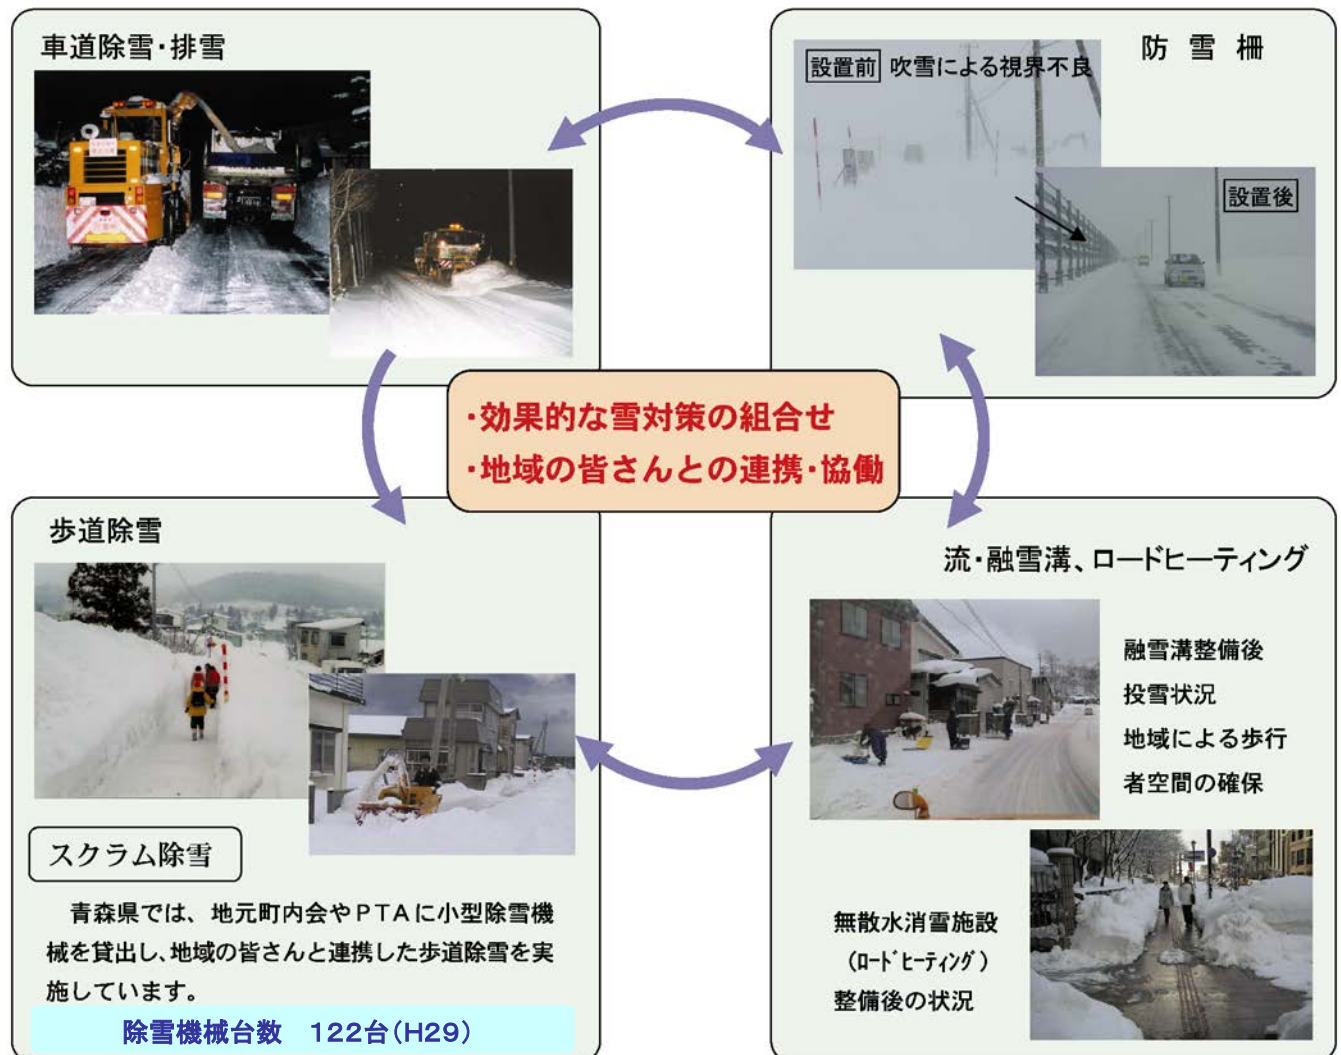 車道除雪・排雪
防 雪 柵
設置前 吹雪による視界不良
設置後
・効果的な雪対策の組合せ
・地域の皆さんとの連携・協働
歩道除雪
スクラム除雪
青森県では、地元町内会やPTAに小型除雪機
械を貸出し、地域の皆さんと連携した歩道除雪を実
施しています。
除雪機械台数 122台(H29)
流・融雪溝、ロードヒーティング
融雪溝整備後
投雪状況
地域による歩行
者空間の確保
無散水消雪施設
(ロードヒーティング)
整備後の状況